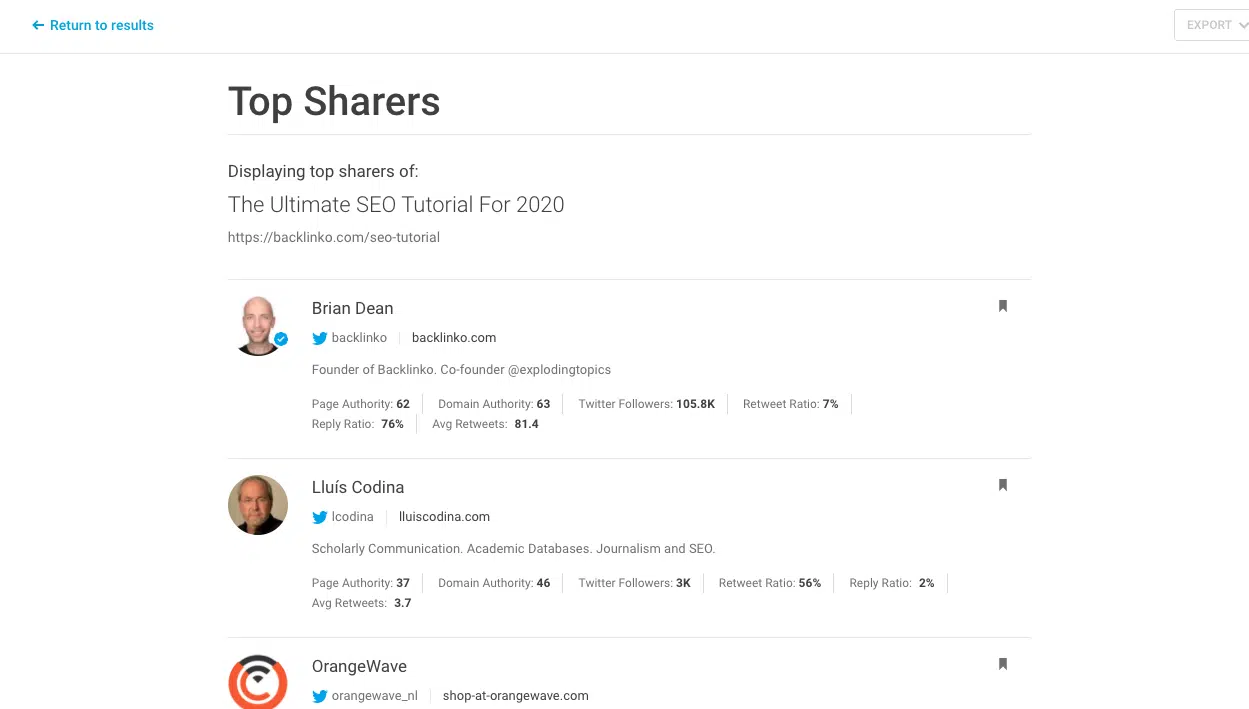 Return to results
EXPORT
Top Sharers
Displaying top sharers of:
The Ultimate SEO Tutorial For 2020
https://backlinko.com/seo-tutorial
Brian Dean
backlinko backlinko.com
Founder of Backlinko. Co-founder @explodingtopics
Page Authority: 62 Domain Authority: 63 Twitter Followers: 105.8K Retweet Ratio: 7%
Reply Ratio: 76% Avg Retweets: 81.4
Lluís Codina
lcodina lluiscodina.com
Scholarly Communication. Academic Databases. Journalism and SEO.
Page Authority: 37 Domain Authority: 46 Twitter Followers: 3K Retweet Ratio: 56% Reply Ratio: 2%
Avg Retweets: 3.7
OrangeWave
orangewave_nl shop-at-orangewave.com